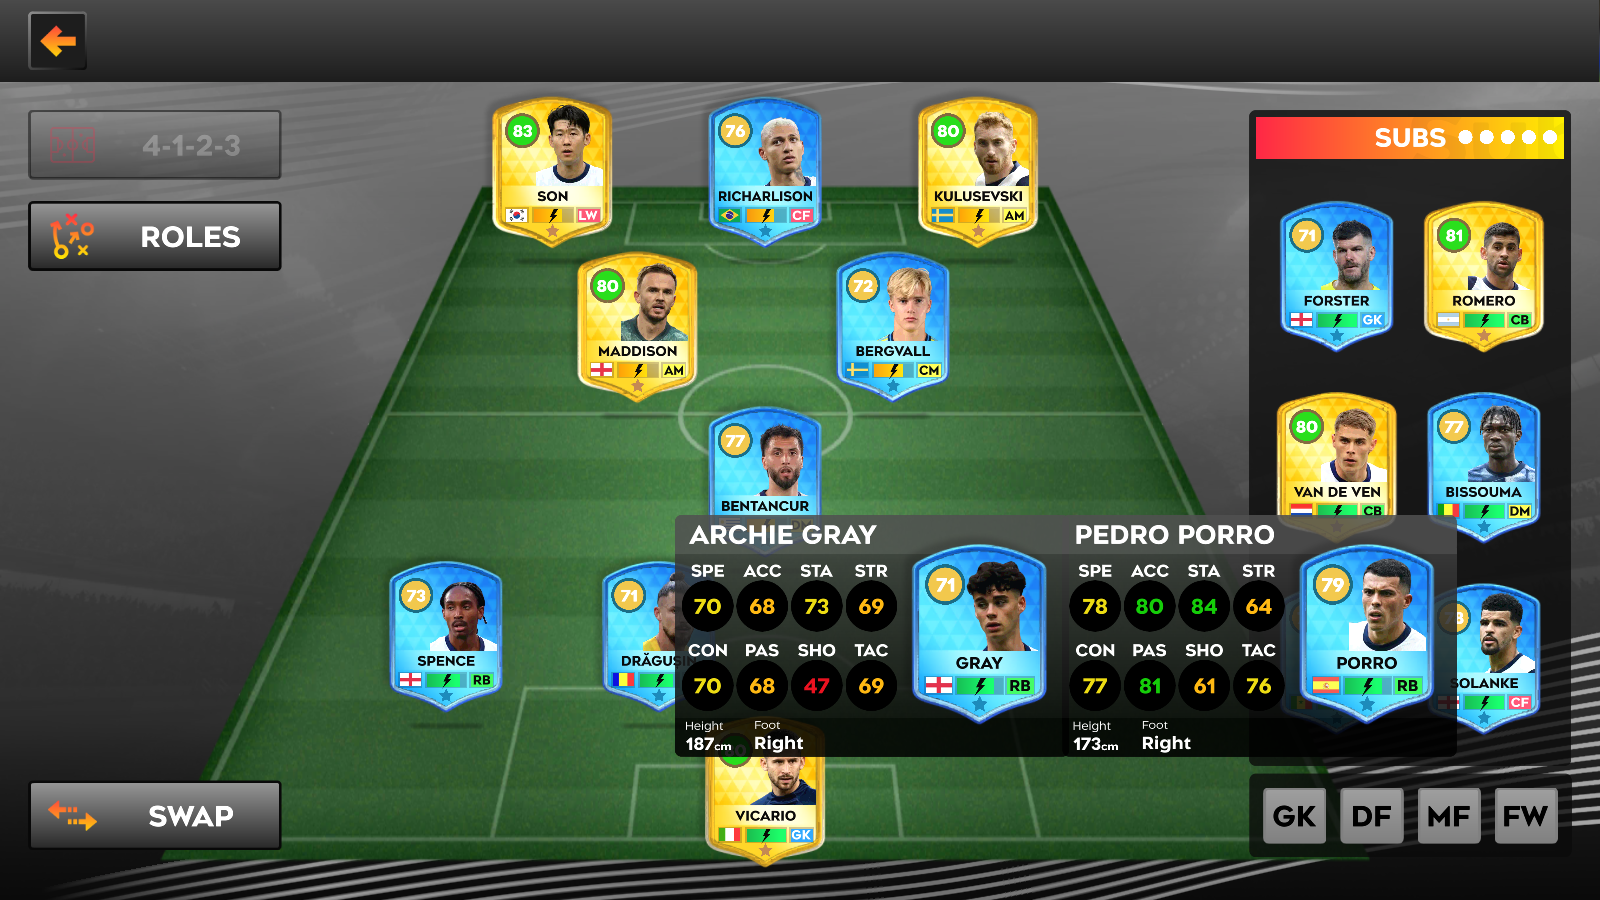 4-1-2-3
ROLES
SWAP
83
SON
LW
76
RICHARLISON
CF
80
KULUSEVSKI
AM
80
MADDISON
AM
72
BERGVALL
CM
77
BENTANCUR
73
SPENCE
RB
71
DRĂGUSIN
VICARIO
GK
SUBS
71
FORSTER
GK
81
ROMERO
CB
80
VAN DE VEN
CB
77
BISSOUMA
DM
SOLANKE
CF
ARCHIE GRAY
SPE ACC STA STR
70 68 73 69
CON PAS SHO TAC
70 68 47 69
Height Foot
187cm Right
71
GRAY
RB
PEDRO PORRO
SPE ACC STA STR
78 80 84 64
CON PAS SHO TAC
77 81 61 76
Height Foot
173cm Right
79
PORRO
RB
GK DF MF FW